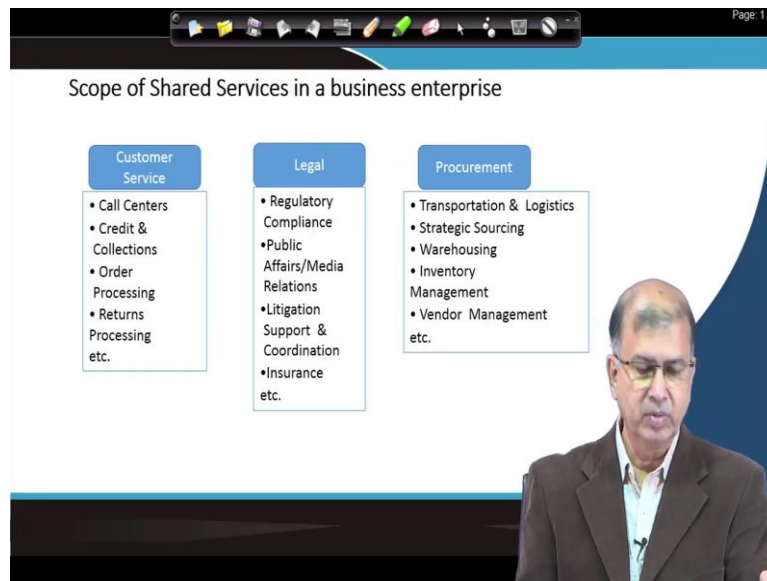 Page: 1
Scope of Shared Services in a business enterprise
Customer
Service
• Call Centers
• Credit &
Collections
• Order
Processing
• Returns
Processing
etc.
Legal
• Regulatory
Compliance
•Public
Affairs/Media
Relations
•Litigation
Support &
Coordination
•Insurance
etc.
Procurement
• Transportation & Logistics
• Strategic Sourcing
• Warehousing
• Inventory
Management
• Vendor Management
etc.